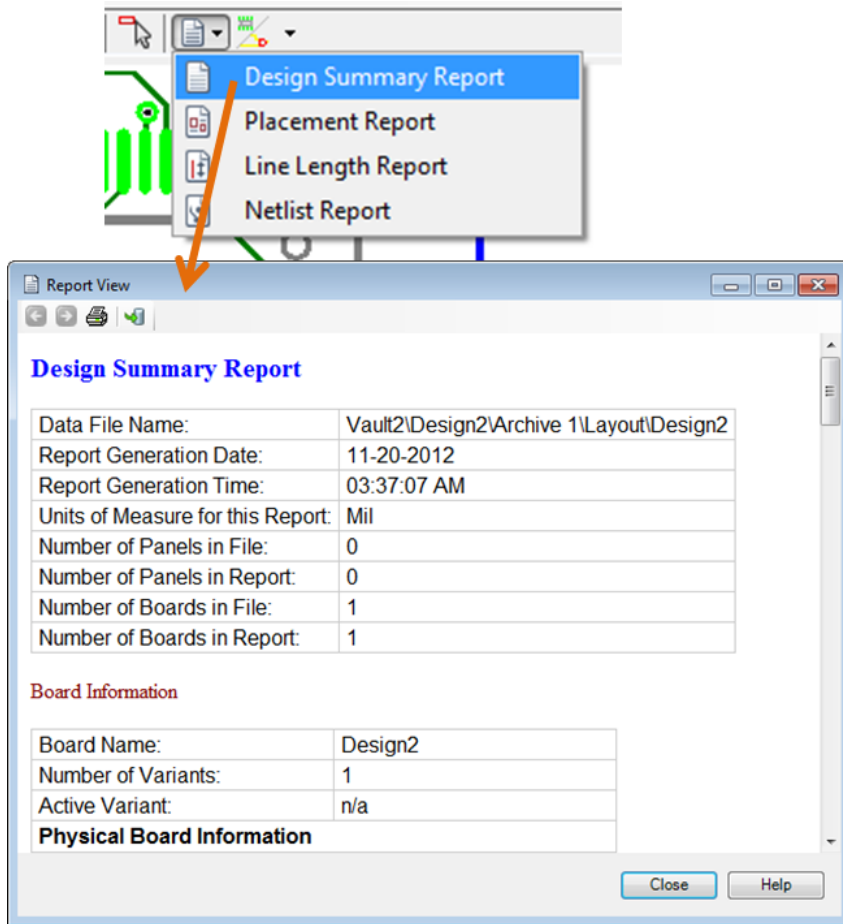 Design Summary Report
Placement Report
Line Length Report
Netlist Report
Report View
Design Summary Report
Data File Name: Vault2\Design2\Archive 1\Layout\Design2
Report Generation Date: 11-20-2012
Report Generation Time: 03:37:07 AM
Units of Measure for this Report: Mil
Number of Panels in File: 0
Number of Panels in Report: 0
Number of Boards in File: 1
Number of Boards in Report: 1
Board Information
Board Name: Design2
Number of Variants: 1
Active Variant: n/a
Physical Board Information
Close Help